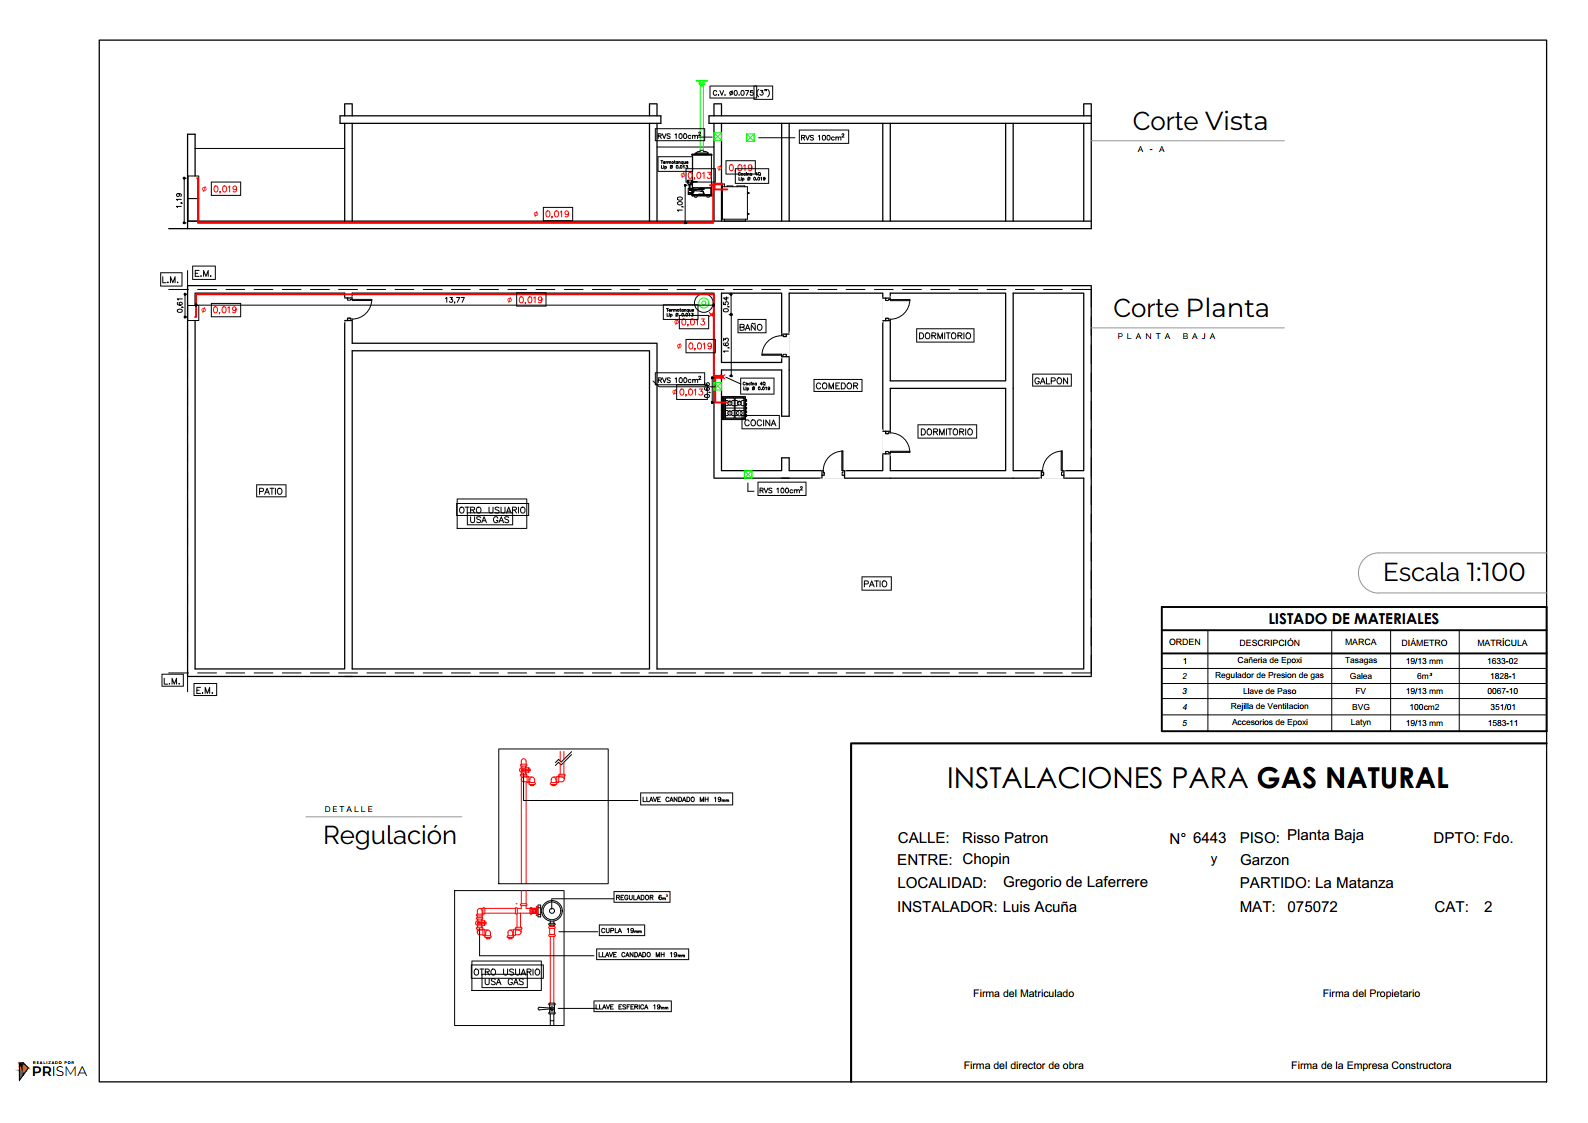 C.V. ø0.075 (3")
Corte Vista
A - A
RVS 100cm²
RVS 100cm²
Termotanque
Llp Ø 0.013
ø 0,013
ø 0,019
Cocina 4Q
Llp Ø 0.019
ø 0,019
1,19
1,00
ø 0,019
L.M.
E.M.
0,61
ø 0,019
13,77
ø 0,019
Termotanque
Llp Ø 0.013
ø 0,013
0,54
BAÑO
1,63
ø 0,019
RVS 100cm²
ø 0,013
Cocina 4Q
Llp Ø 0.019
COCINA
COMEDOR
DORMITORIO
DORMITORIO
GALPON
Corte Planta
PLANTA BAJA
PATIO
OTRO USUARIO
USA GAS
RVS 100cm²
PATIO
L.M.
E.M.
Escala 1:100
LISTADO DE MATERIALES
ORDEN DESCRIPCIÓN MARCA DIÁMETRO MATRÍCULA
1 Cañeria de Epoxi Tasagas 19/13 mm 1633-02
2 Regulador de Presion de gas Galea 6m³ 1828-1
3 Llave de Paso FV 19/13 mm 0067-10
4 Rejilla de Ventilacion BVG 100cm2 351/01
5 Accesorios de Epoxi Latyn 19/13 mm 1583-11
DETALLE
Regulación
LLAVE CANDADO MH 19mm
REGULADOR 6m³
CUPLA 19mm
LLAVE CANDADO MH 19mm
OTRO USUARIO
USA GAS
LLAVE ESFERICA 19mm
INSTALACIONES PARA GAS NATURAL
CALLE: Risso Patron N° 6443 PISO: Planta Baja DPTO: Fdo.
ENTRE: Chopin y Garzon
LOCALIDAD: Gregorio de Laferrere PARTIDO: La Matanza
INSTALADOR: Luis Acuña MAT: 075072 CAT: 2
Firma del Matriculado Firma del Propietario
Firma del director de obra Firma de la Empresa Constructora
REALIZADO POR
PRISMA